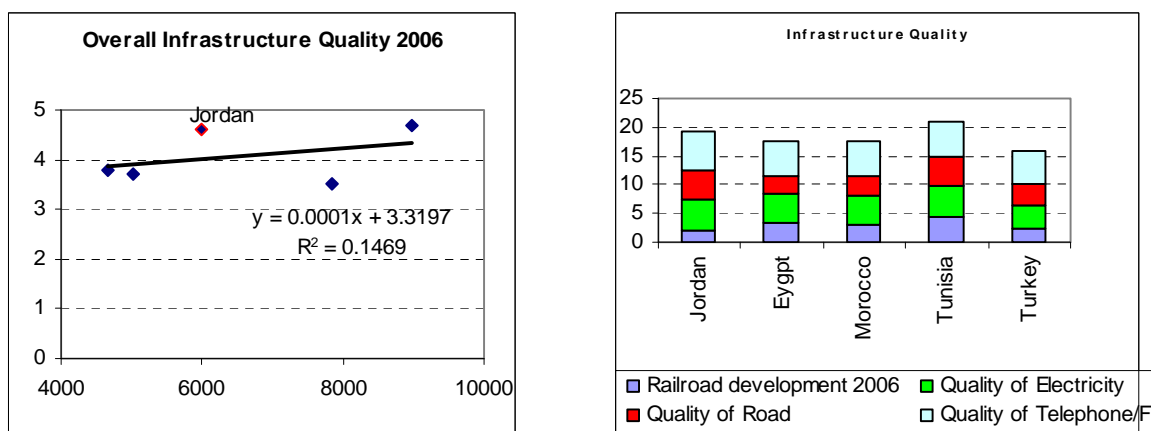 Overall Infrastructure Quality 2006
5
4
3
2
1
0
Jordan
y = 0.0001x + 3.3197
R² = 0.1469
4000 6000 8000 10000
Infrastructure Quality
25
20
15
10
5
0
Jordan
Eygpt
Morocco
Tunisia
Turkey
Railroad development 2006
Quality of Electricity
Quality of Road
Quality of Telephone/F